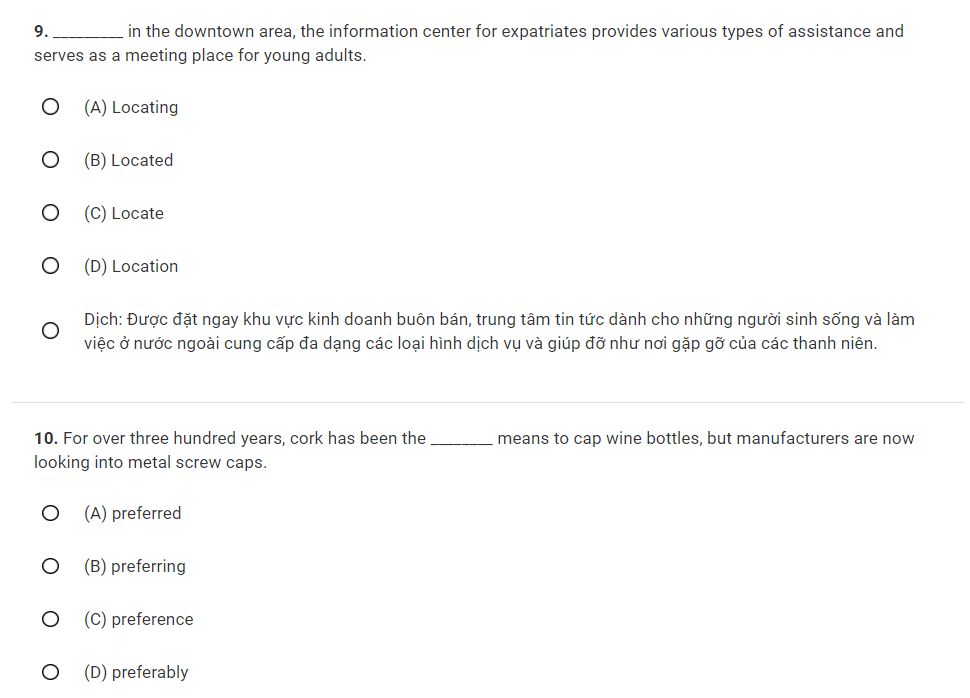 9. ________ in the downtown area, the information center for expatriates provides various types of assistance and
serves as a meeting place for young adults.
(A) Locating
(B) Located
(C) Locate
(D) Location
Dịch: Được đặt ngay khu vực kinh doanh buôn bán, trung tâm tin tức dành cho những người sinh sống và làm
việc ở nước ngoài cung cấp đa dạng các loại hình dịch vụ và giúp đỡ như nơi gặp gỡ của các thanh niên.
10. For over three hundred years, cork has been the _______ means to cap wine bottles, but manufacturers are now
looking into metal screw caps.
(A) preferred
(B) preferring
(C) preference
(D) preferably